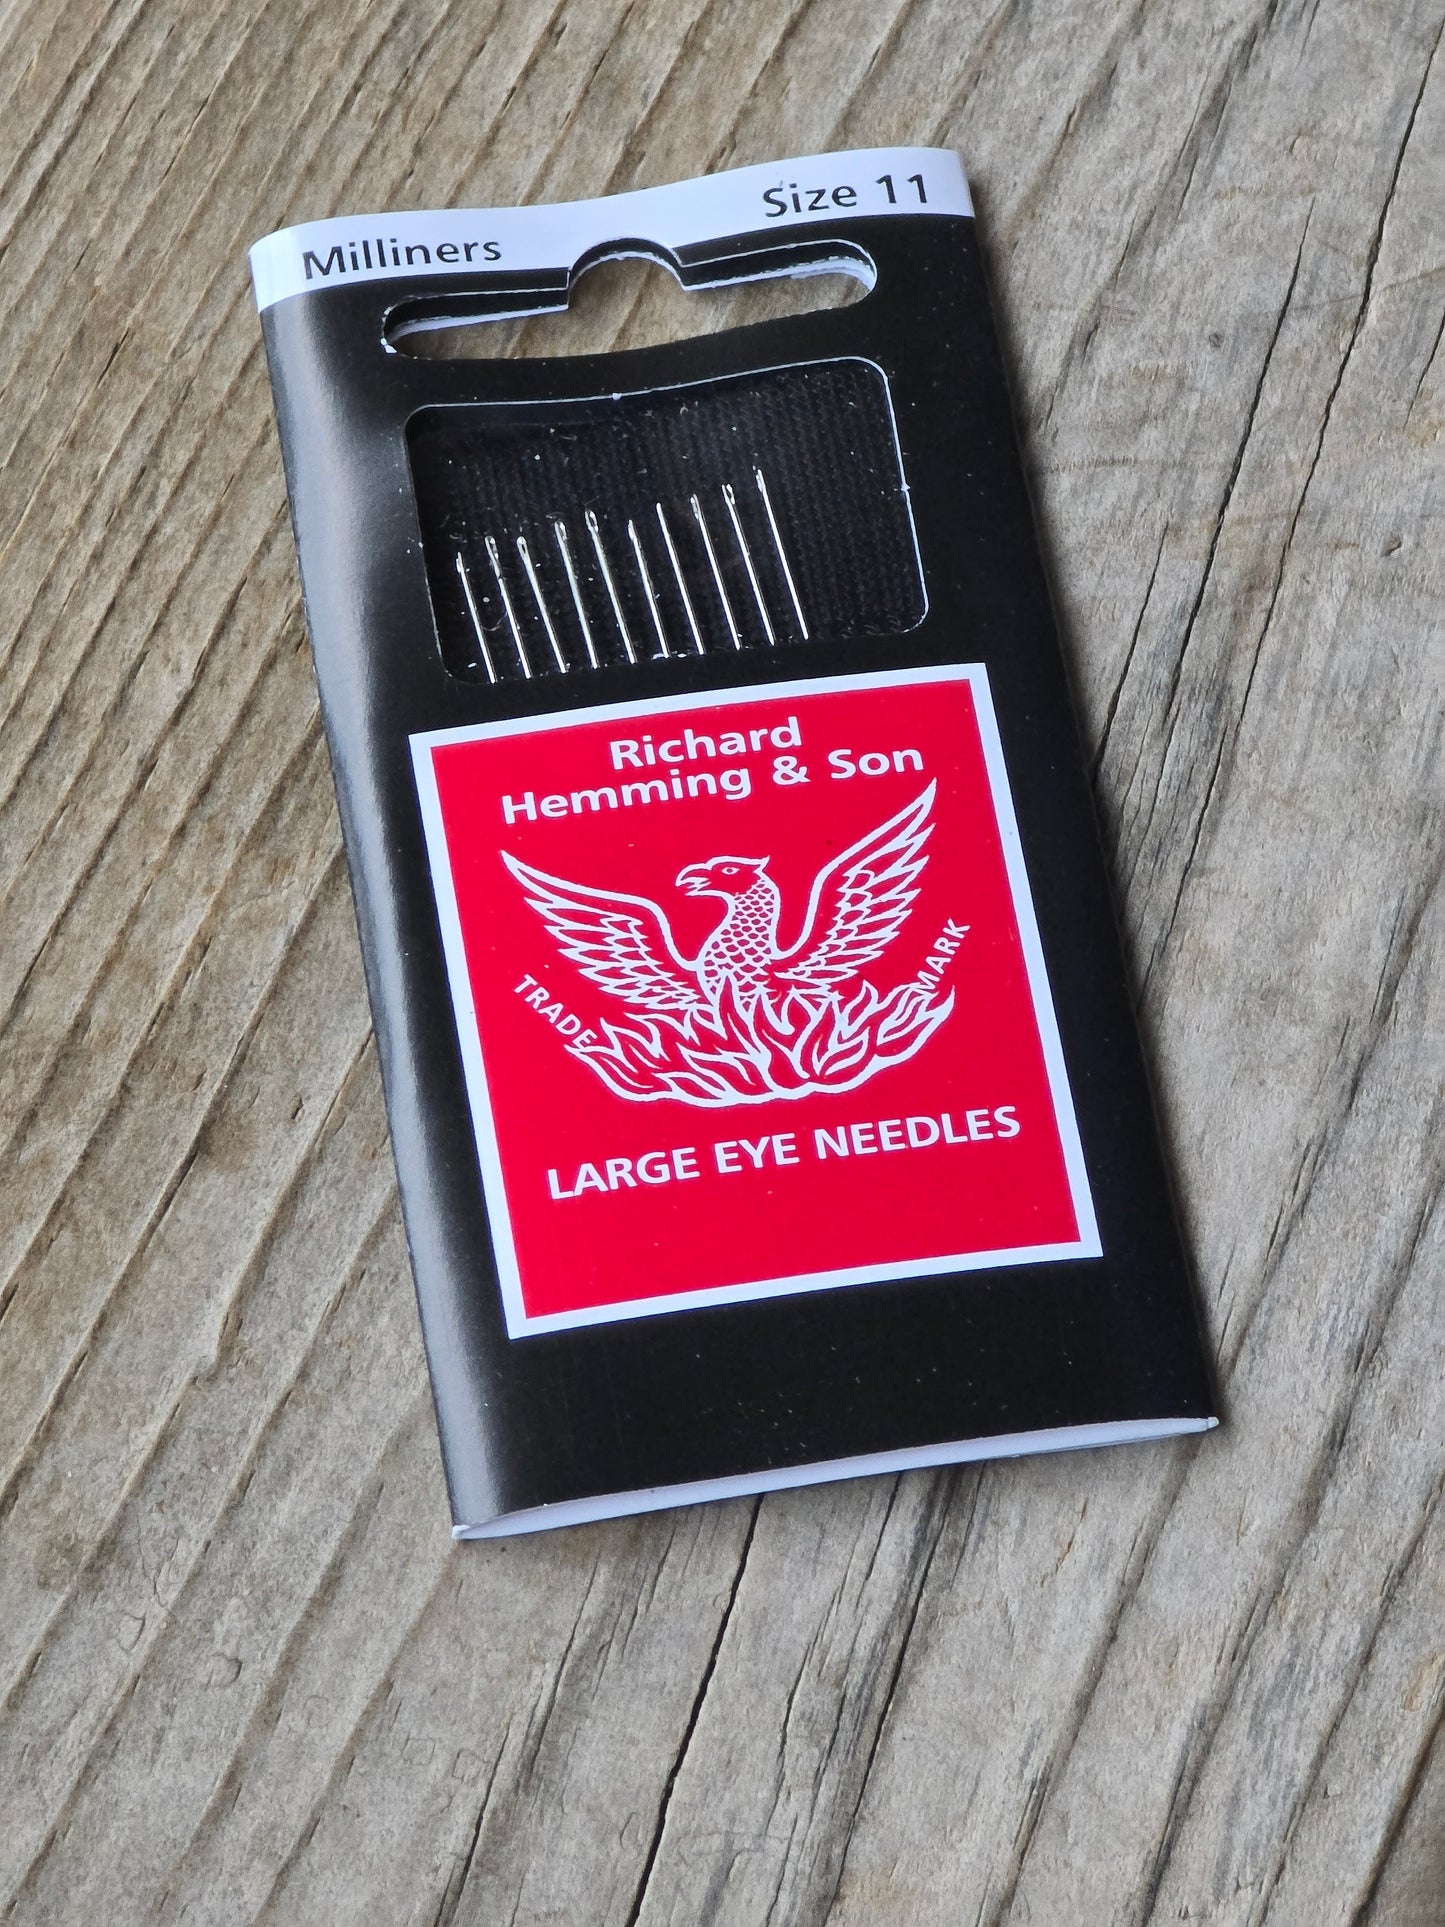 Milliners Size 11
Richard
Hemming & Son
TRADE MARK
LARGE EYE NEEDLES